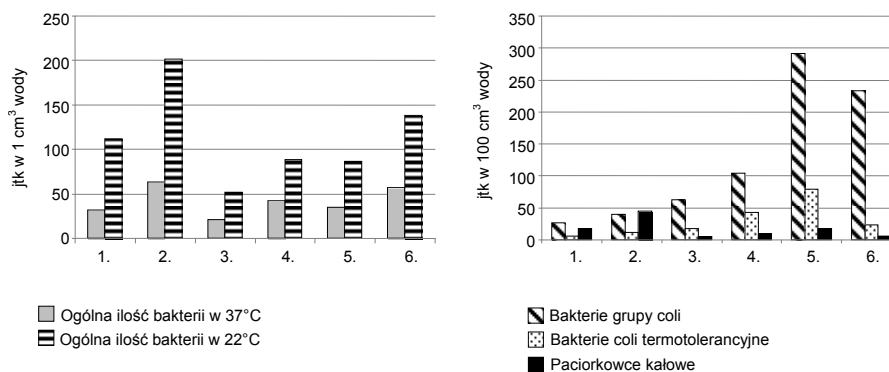 250
200
150
100
50
0
jtk w 1 cm³ wody
1. 2. 3. 4. 5. 6.
Ogólna ilość bakterii w 37°C
Ogólna ilość bakterii w 22°C
350
300
250
200
150
100
50
0
jtk w 100 cm³ wody
1. 2. 3. 4. 5. 6.
Bakterie grupy coli
Bakterie coli termotolerancyjne
Paciorkowce kałowe